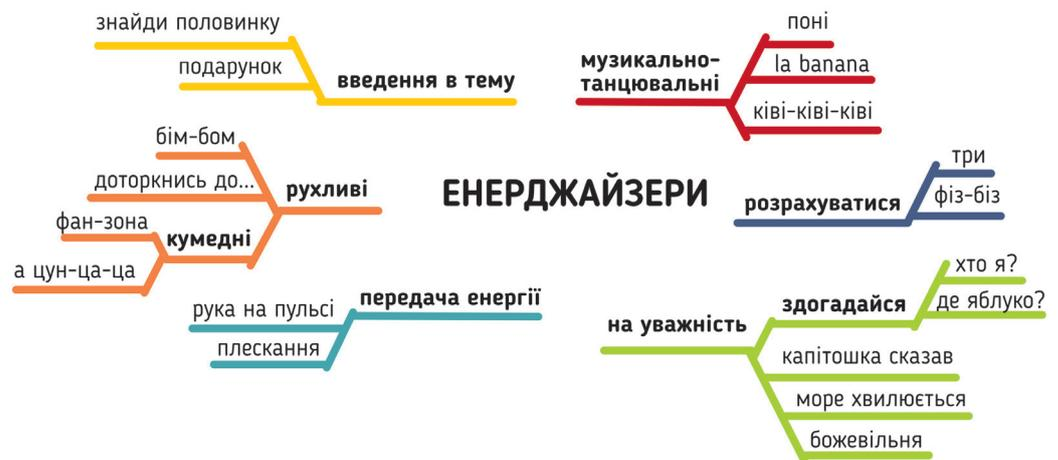 знайди половинку
подарунок
введення в тему
музикально-
танцювальні
поні
la banana
ківі-ківі-ківі
бім-бом
доторкнись до...
рухливі
фан-зона
кумедні
а цун-ца-ца
ЕНЕРДЖАЙЗЕРИ
три
розрахуватися
фіз-біз
передача енергії
рука на пульсі
плескання
на уважність
здогадайся
хто я?
де яблуко?
капітошка сказав
море хвилюється
божевільня